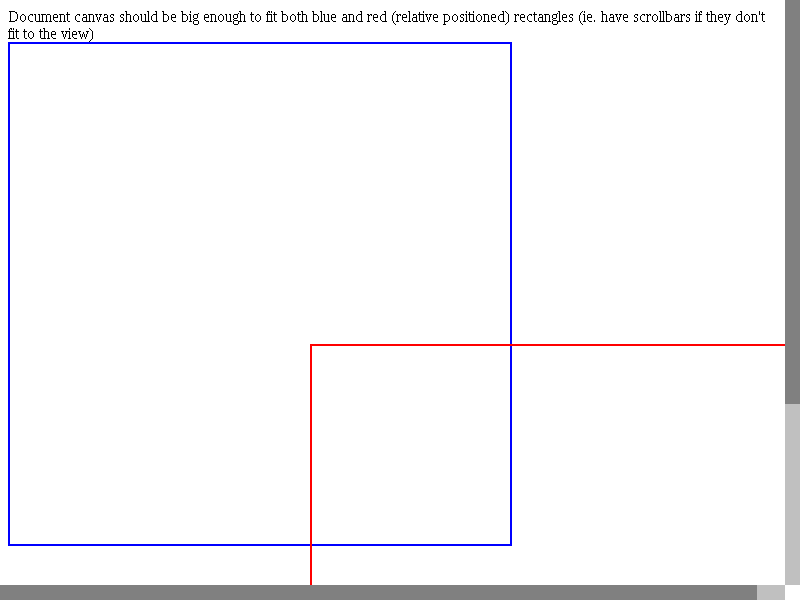 Document canvas should be big enough to fit both blue and red (relative positioned) rectangles (ie. have scrollbars if they don't
fit to the view)